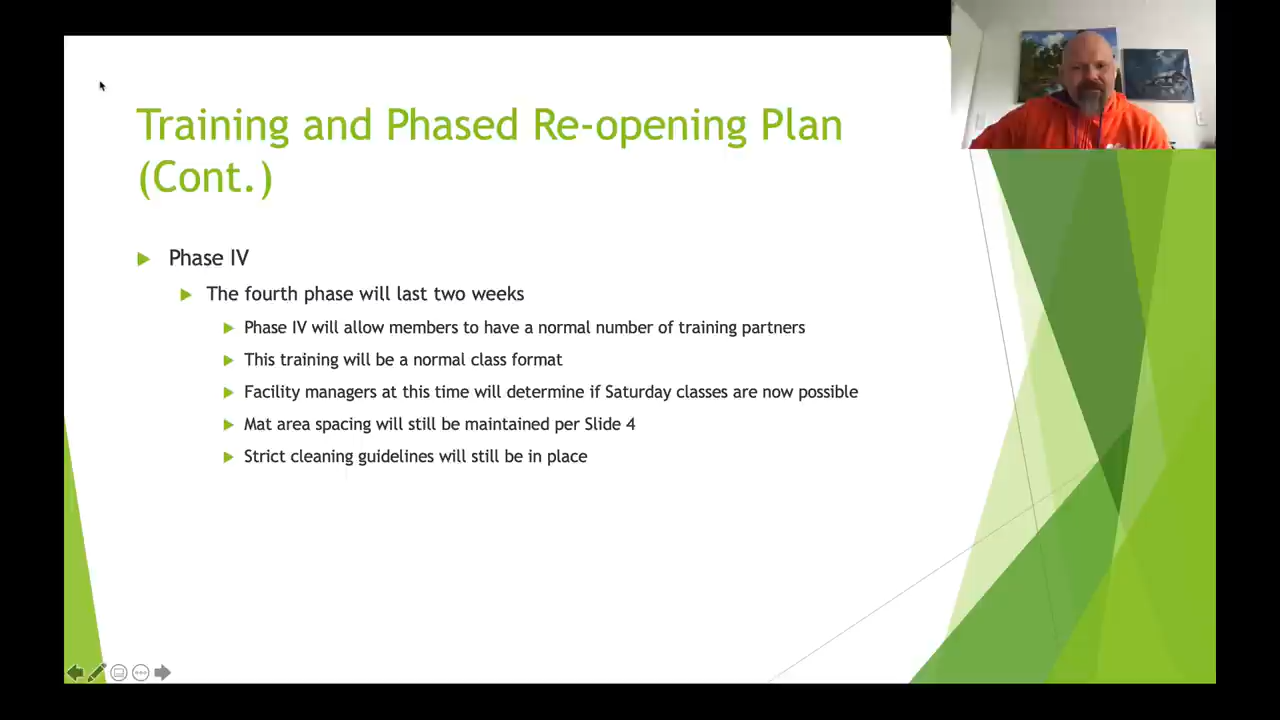 Training and Phased Re-opening Plan
(Cont.)
Phase IV
The fourth phase will last two weeks
Phase IV will allow members to have a normal number of training partners
This training will be a normal class format
Facility managers at this time will determine if Saturday classes are now possible
Mat area spacing will still be maintained per Slide 4
Strict cleaning guidelines will still be in place